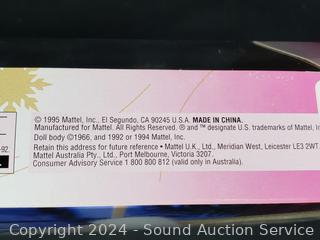 © 1995 Mattel, Inc., El Segundo, CA 90245 U.S.A. MADE IN CHINA.
Manufactured for Mattel. All Rights Reserved. ® and ™ designate U.S. trademarks of Mattel, In
Doll body ©1966, and 1992 or 1994 Mattel, Inc.
Retain this address for future reference • Mattel U.K., Ltd., Meridian West, Leicester LE3 2WT.
-92. Mattel Australia Pty., Ltd., Port Melbourne, Victoria 3207.
Consumer Advisory Service 1 800 800 812 (valid only in Australia).
Copyright 2024 - Sound Auction Service